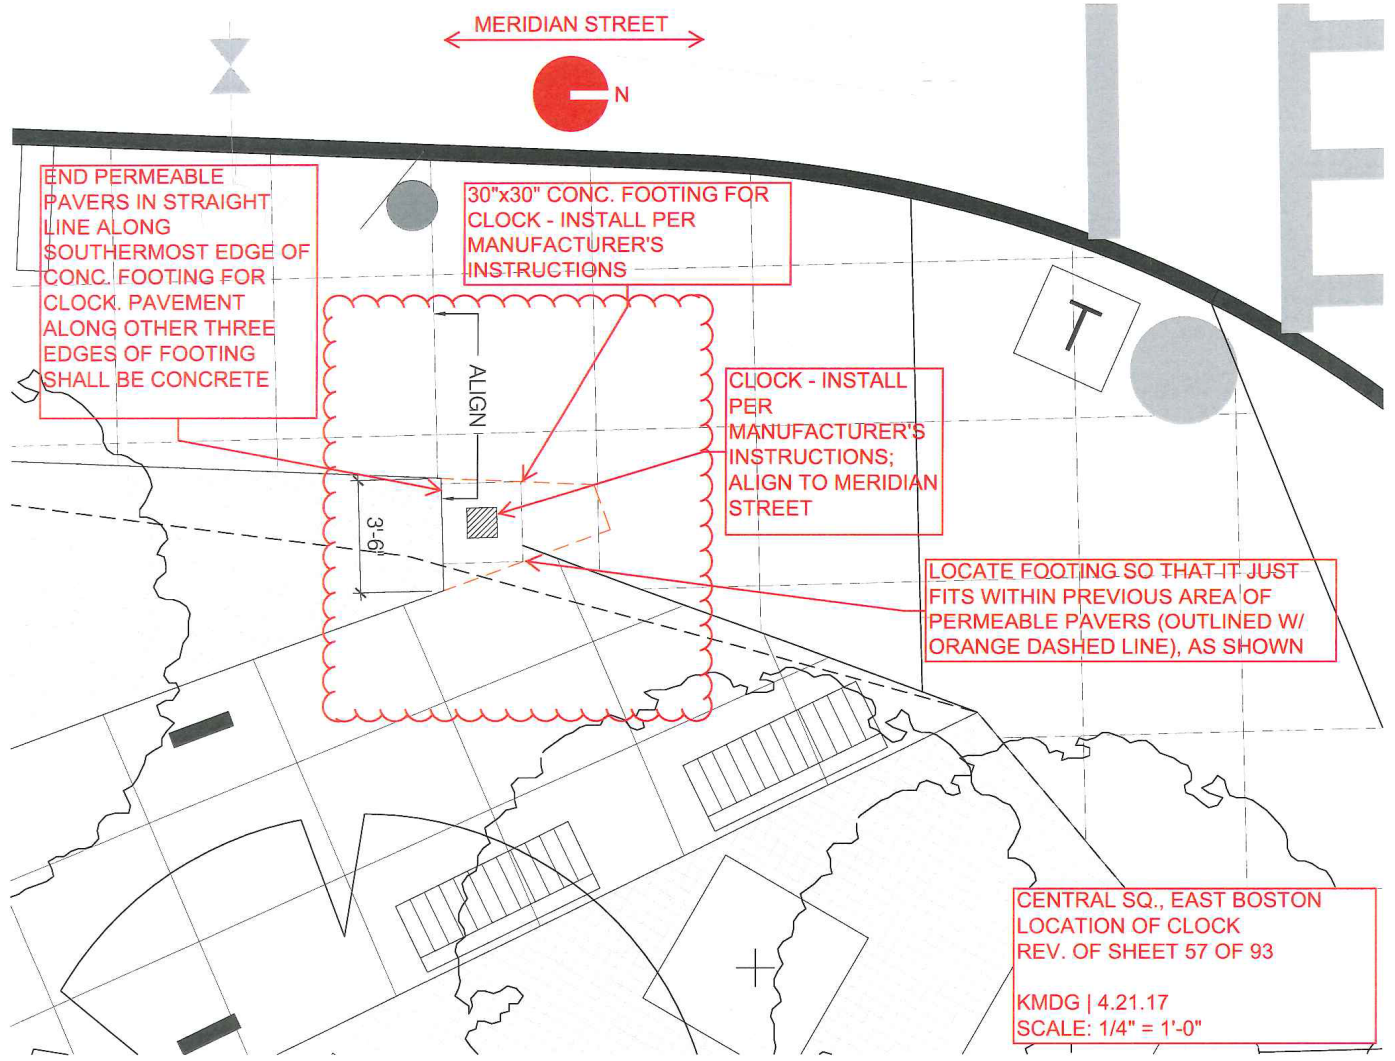 MERIDIAN STREET
N
END PERMEABLE
PAVERS IN STRAIGHT
LINE ALONG
SOUTHERMOST EDGE OF
CONC. FOOTING FOR
CLOCK. PAVEMENT
ALONG OTHER THREE
EDGES OF FOOTING
SHALL BE CONCRETE
30"x30" CONC. FOOTING FOR
CLOCK - INSTALL PER
MANUFACTURER'S
INSTRUCTIONS
T
ALIGN
CLOCK - INSTALL
PER
MANUFACTURER'S
INSTRUCTIONS;
ALIGN TO MERIDIAN
STREET
3'-6"
LOCATE FOOTING SO THAT IT JUST
FITS WITHIN PREVIOUS AREA OF
PERMEABLE PAVERS (OUTLINED W/
ORANGE DASHED LINE), AS SHOWN
CENTRAL SQ., EAST BOSTON
LOCATION OF CLOCK
REV. OF SHEET 57 OF 93
KMDG | 4.21.17
SCALE: 1/4" = 1'-0"